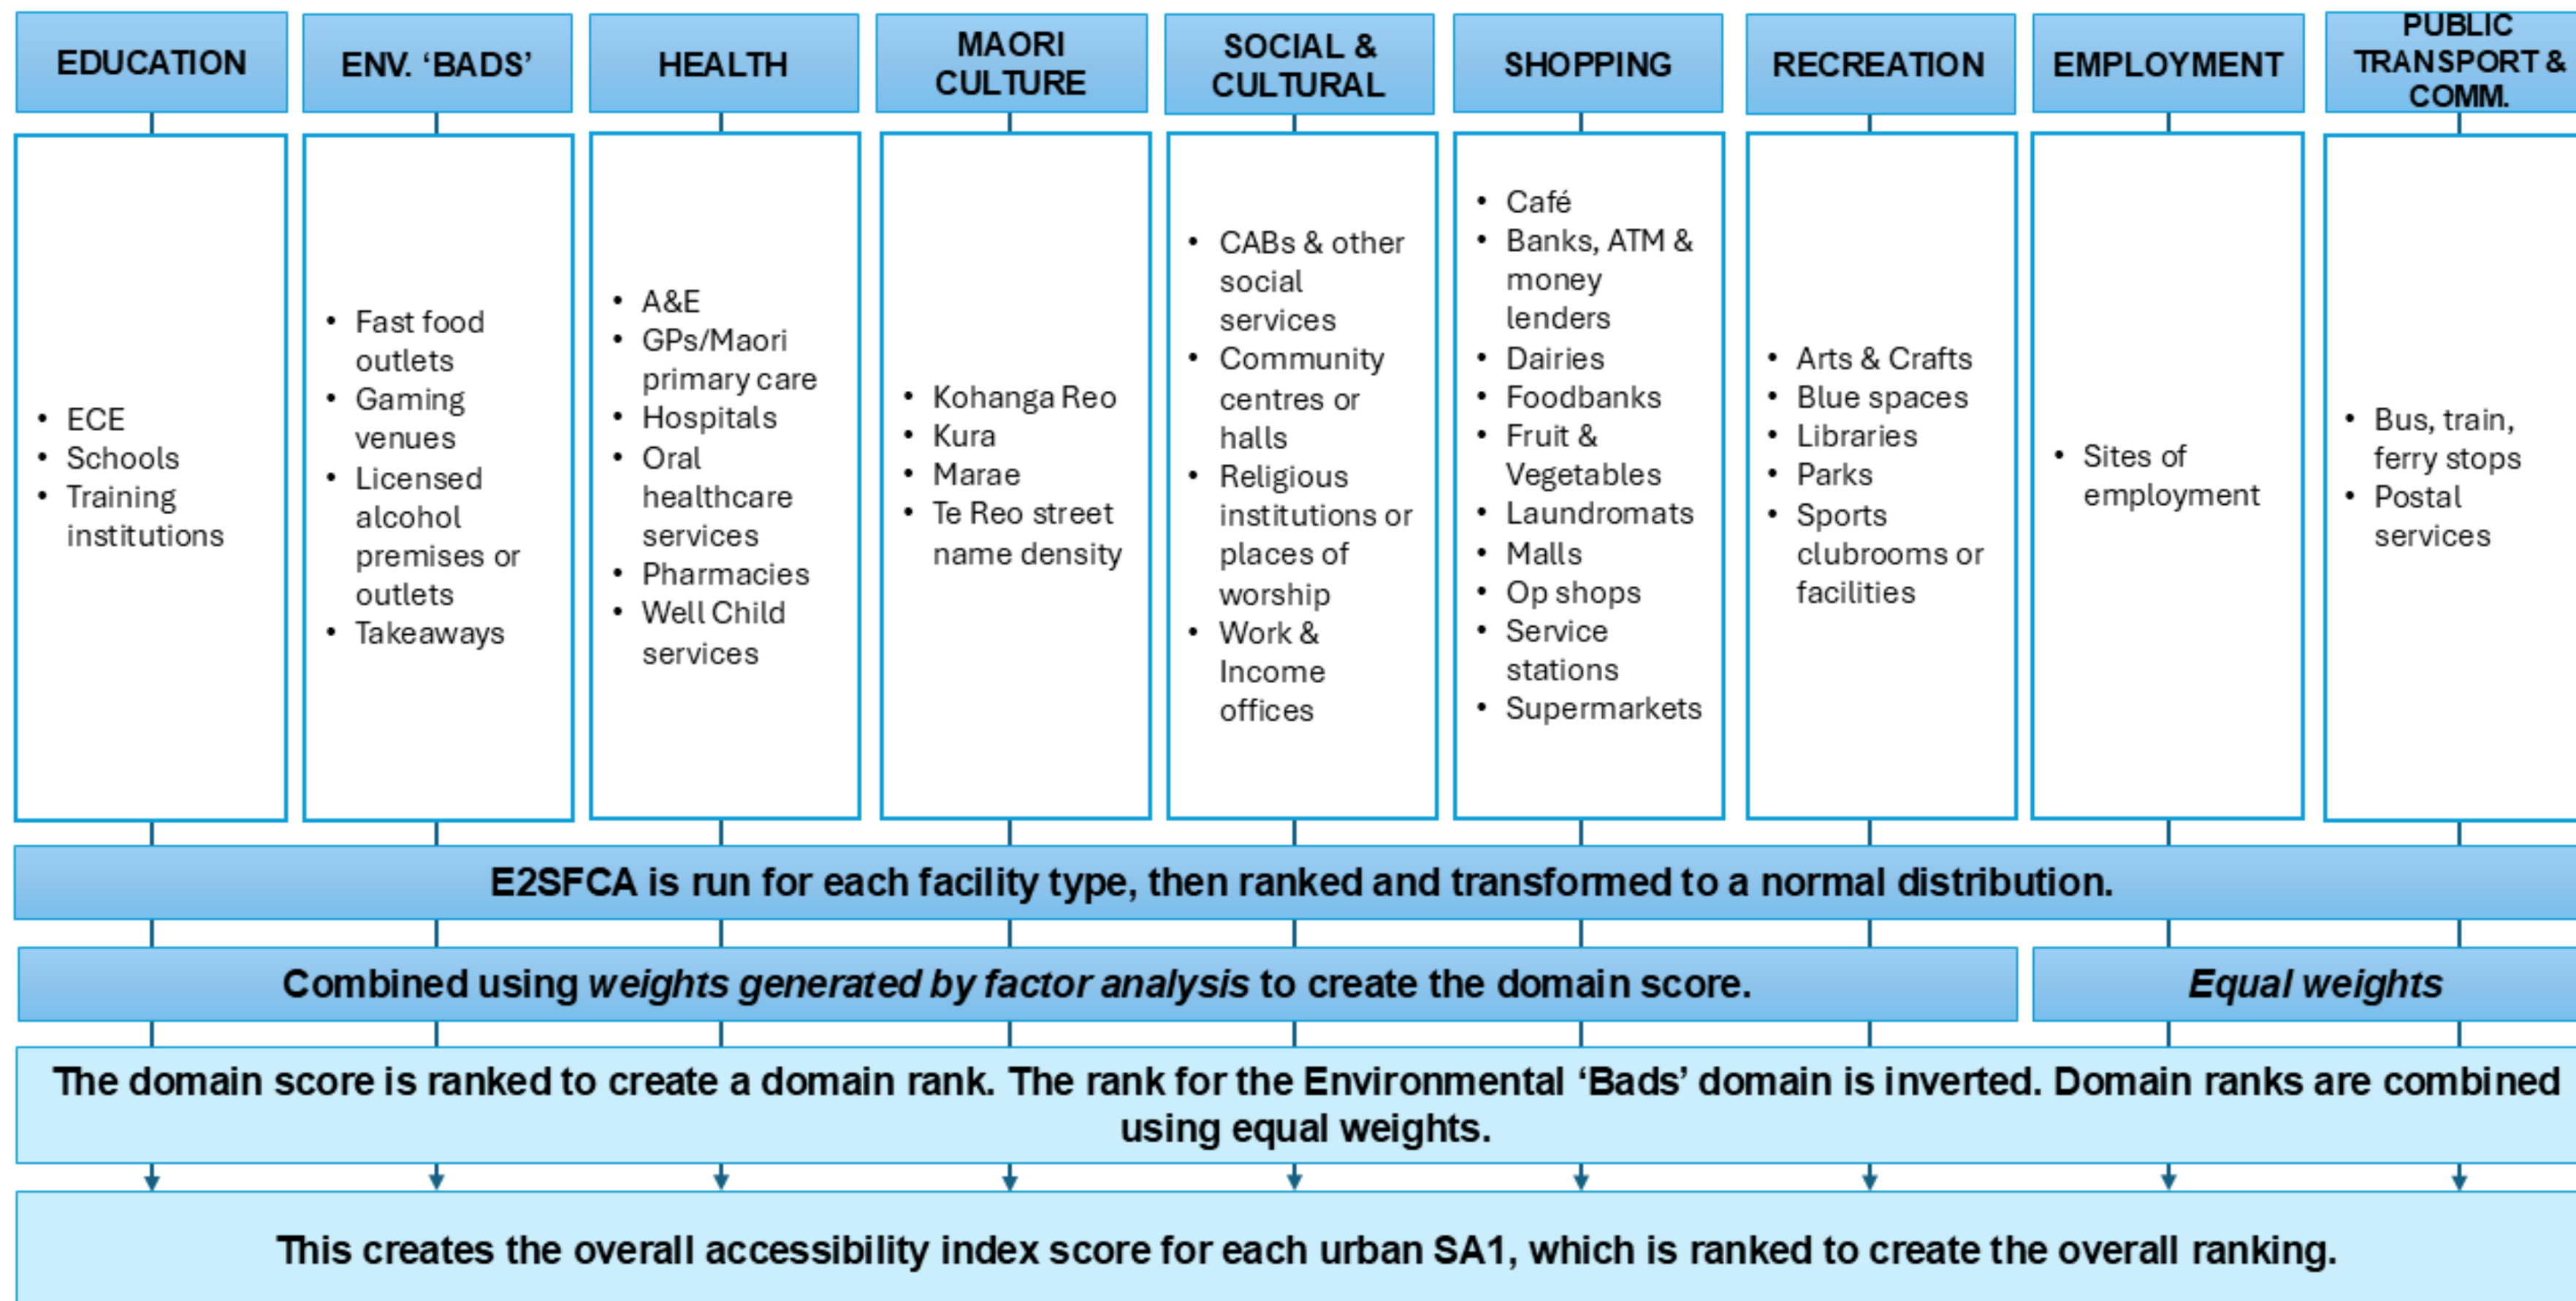 EDUCATION
• ECE
• Schools
• Training
institutions
ENV. ‘BADS’
• Fast food
outlets
• Gaming
venues
• Licensed
alcohol
premises or
outlets
• Takeaways
HEALTH
• A&E
• GPs/Maori
primary care
• Hospitals
• Oral
healthcare
services
• Pharmacies
• Well Child
services
MAORI
CULTURE
• Kohanga Reo
• Kura
• Marae
• Te Reo street
name density
SOCIAL &
CULTURAL
• CABs & other
social
services
• Community
centres or
halls
• Religious
institutions or
places of
worship
• Work &
Income
offices
SHOPPING
• Café
• Banks, ATM &
money
lenders
• Dairies
• Foodbanks
• Fruit &
Vegetables
• Laundromats
• Malls
• Op shops
• Service
stations
• Supermarkets
RECREATION
• Arts & Crafts
• Blue spaces
• Libraries
• Parks
• Sports
clubrooms or
facilities
EMPLOYMENT
• Sites of
employment
PUBLIC
TRANSPORT &
COMM.
• Bus, train,
ferry stops
• Postal
services
E2SFCA is run for each facility type, then ranked and transformed to a normal distribution.
Combined using weights generated by factor analysis to create the domain score.
Equal weights
The domain score is ranked to create a domain rank. The rank for the Environmental ‘Bads’ domain is inverted. Domain ranks are combined
using equal weights.
This creates the overall accessibility index score for each urban SA1, which is ranked to create the overall ranking.